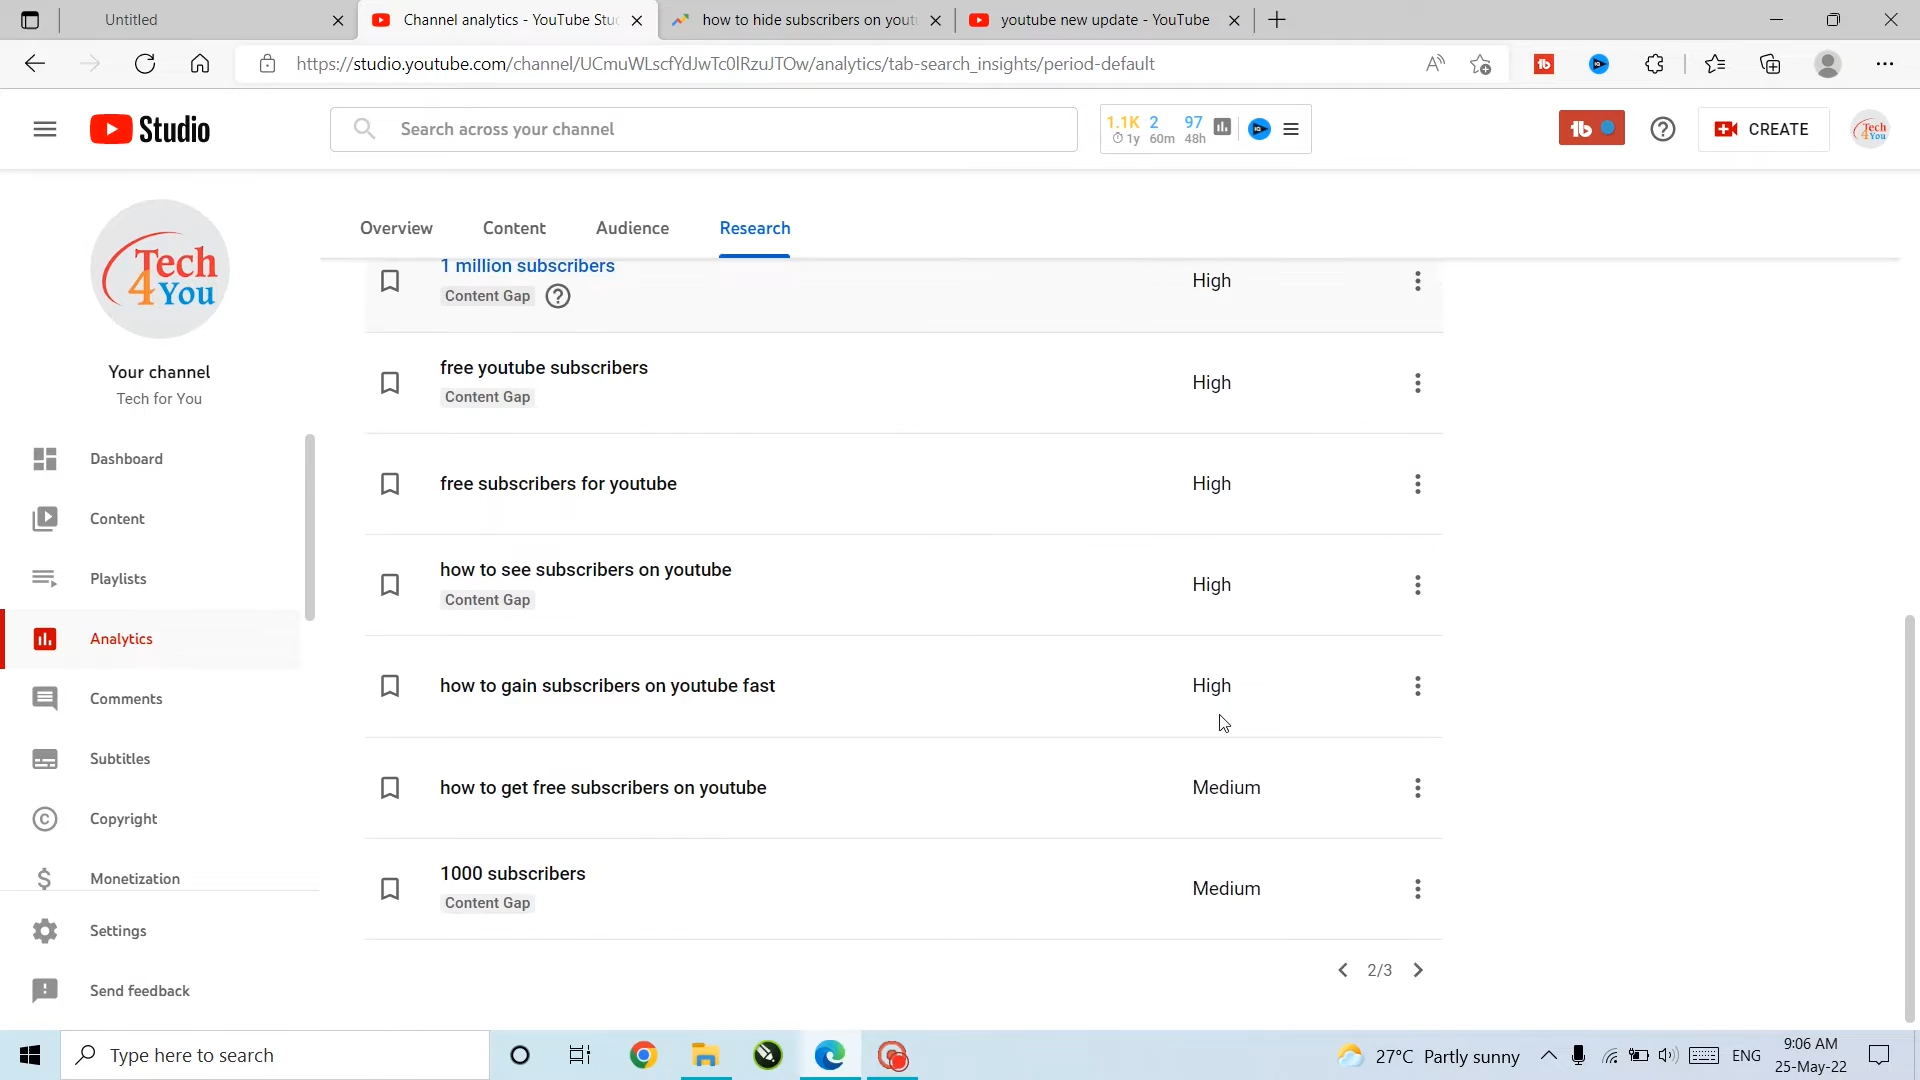 Untitled
Channel analytics - YouTube Stu
how to hide subscribers on yout
youtube new update - YouTube
https://studio.youtube.com/channel/UCmuWLscfYdJwTc0lRzuJTOw/analytics/tab-search_insights/period-default
Studio
Search across your channel
1.1K 2 97
1y 60m 48h
CREATE
Tech
4You
Tech
4You
Your channel
Tech for You
Dashboard
Content
Playlists
Analytics
Comments
Subtitles
Copyright
Monetization
Settings
Send feedback
Overview
Content
Audience
Research
1 million subscribers
Content Gap
High
free youtube subscribers
Content Gap
High
free subscribers for youtube
High
how to see subscribers on youtube
Content Gap
High
how to gain subscribers on youtube fast
High
how to get free subscribers on youtube
Medium
1000 subscribers
Content Gap
Medium
2/3
Type here to search
27°C Partly sunny
ENG
9:06 AM
25-May-22